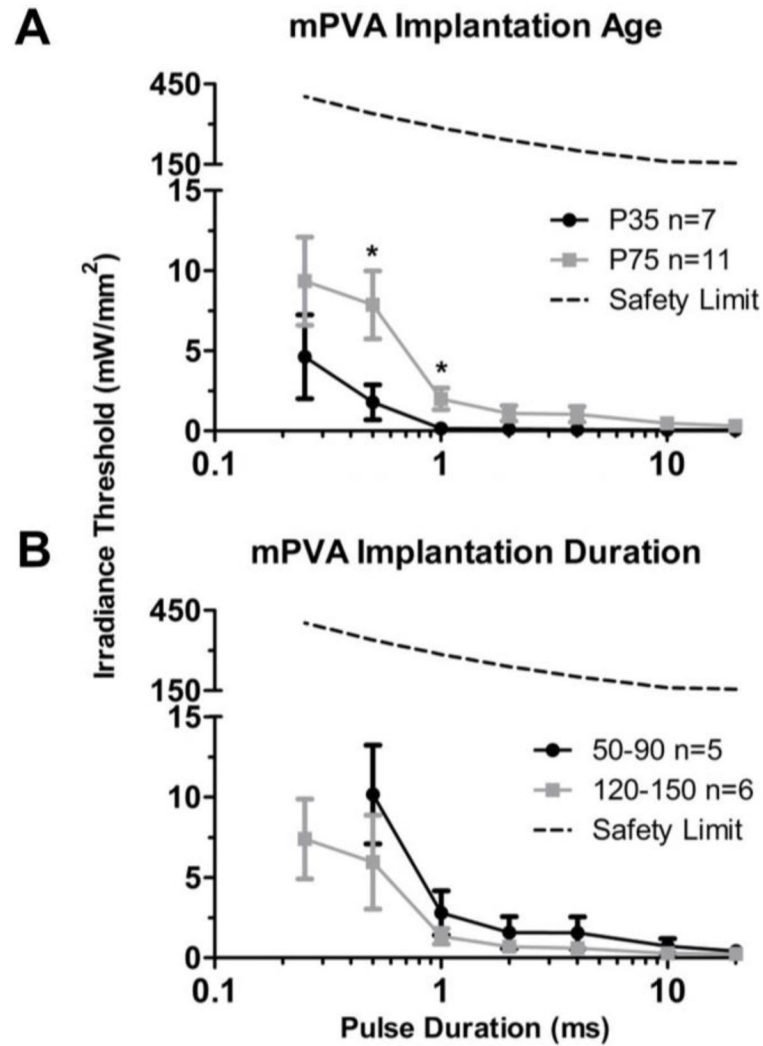 A
mPVA Implantation Age
450
150
15
10
5
0
0.1
1
10
P35 n=7
P75 n=11
Safety Limit
*
*
Irradiance Threshold (mW/mm²)
B
mPVA Implantation Duration
450
150
15
10
5
0
0.1
1
10
50-90 n=5
120-150 n=6
Safety Limit
Pulse Duration (ms)